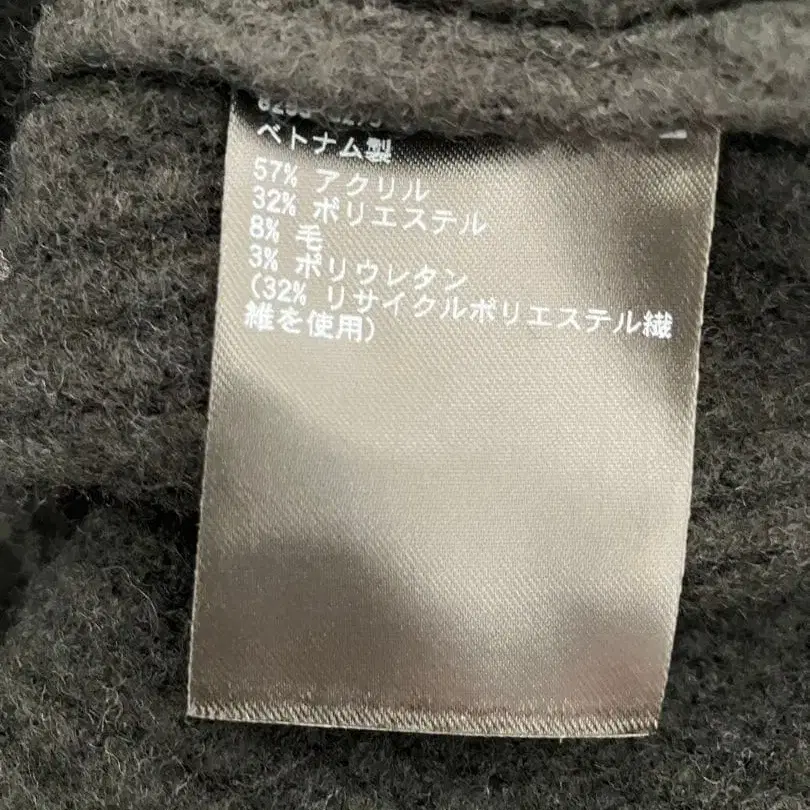 ベトナム製
57% アクリル
32% ポリエステル
8% 毛
3% ポリウレタン
(32% リサイクルポリエステル繊
維を使用)